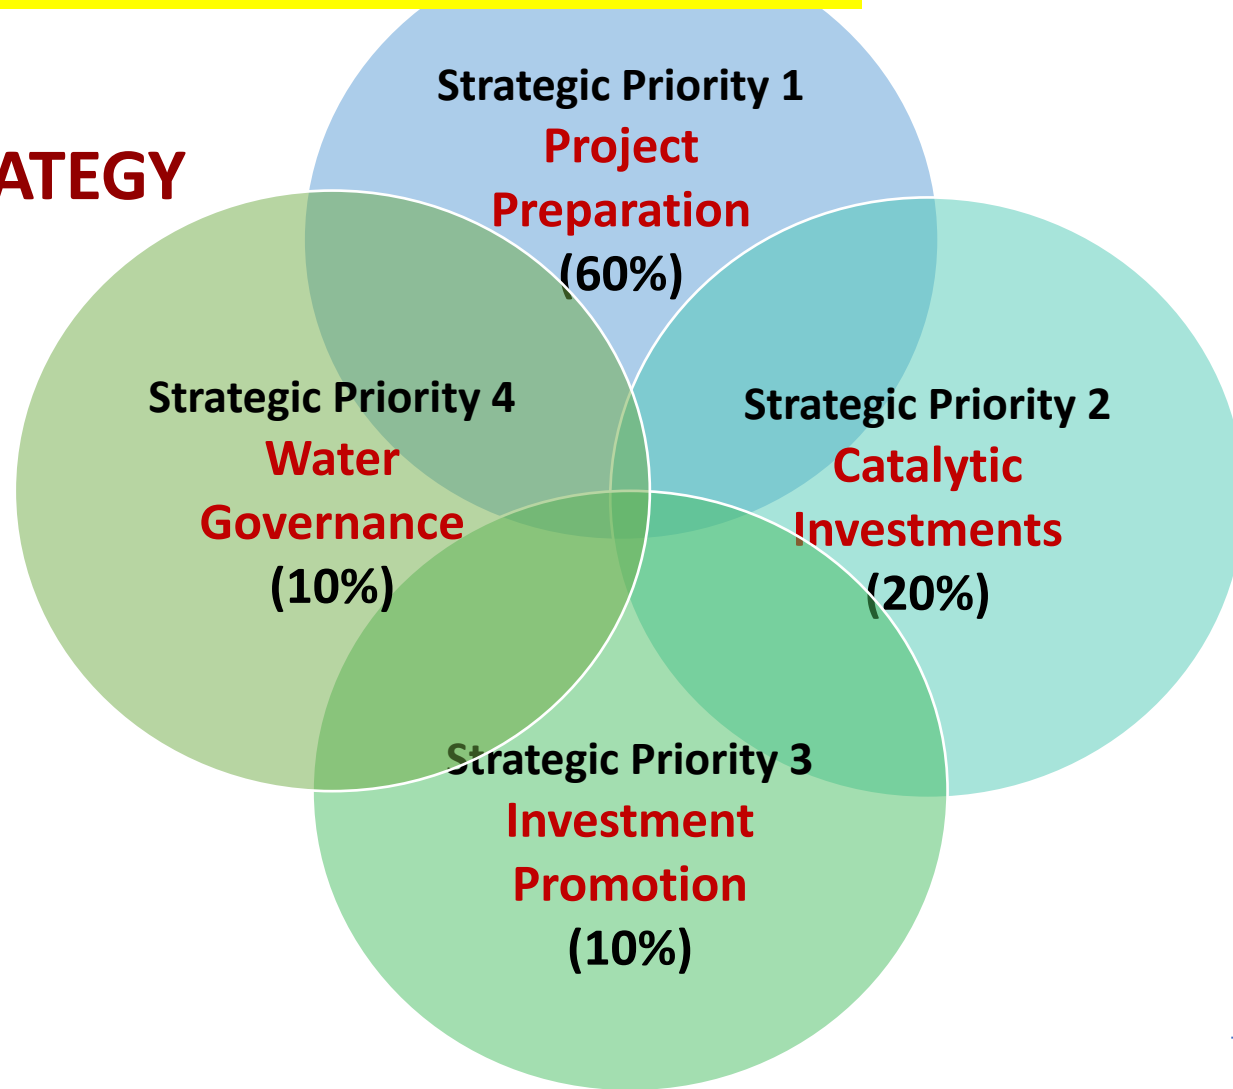 Strategic Priority 1
Project
Preparation
(60%)
ATEGY
Strategic Priority 4
Water
Governance
(10%)
Strategic Priority 2
Catalytic
Investments
(20%)
Strategic Priority 3
Investment
Promotion
(10%)